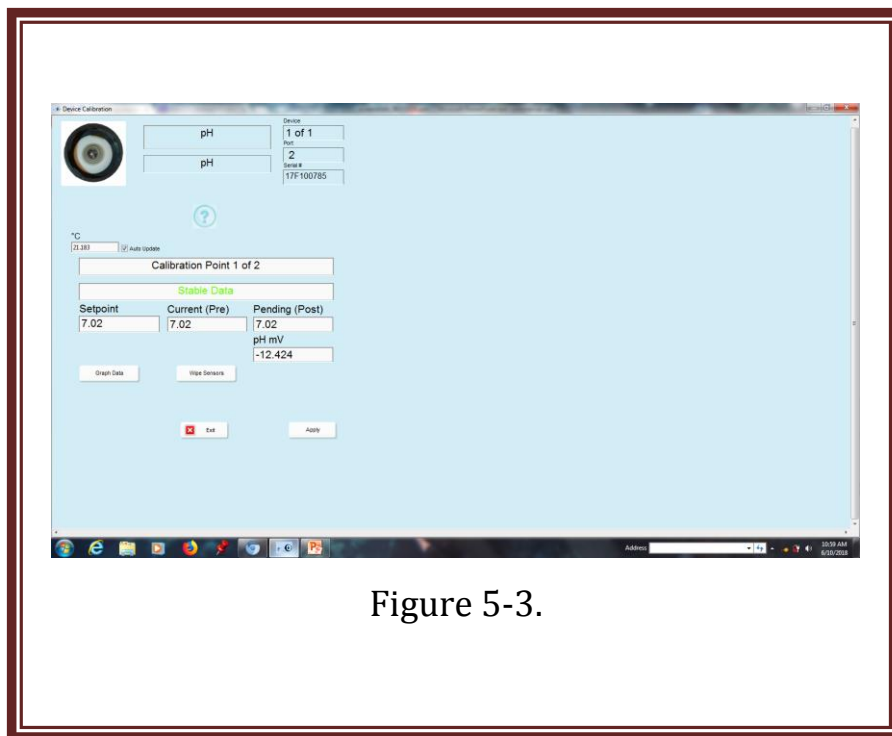 Device Calibration
pH
pH
Device
1 of 1
Port
2
Serial #
17F100785
°C
21.183
Auto Update
Calibration Point 1 of 2
Stable Data
Setpoint Current (Pre) Pending (Post)
7.02 7.02 7.02
pH mV
-12.424
Graph Data Wipe Sensors
Exit Apply
Address
10:59 AM
6/10/2018
Figure 5-3.